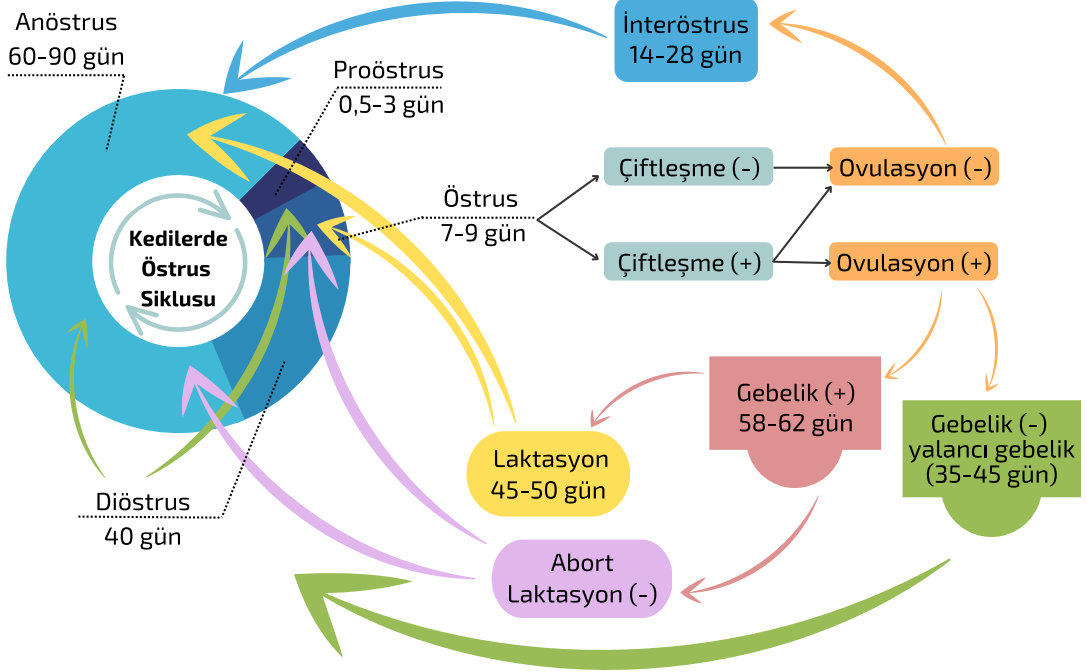 Anöstrus
60-90 gün
Proöstrus
0,5-3 gün
İnteröstrus
14-28 gün
Östrus
7-9 gün
Çiftleşme (-)
Ovulasyon (-)
Çiftleşme (+)
Ovulasyon (+)
Kedilerde
Östrus
Siklusu
Gebelik (+)
58-62 gün
Gebelik (-)
yalancı gebelik
(35-45 gün)
Laktasyon
45-50 gün
Diöstrus
40 gün
Abort
Laktasyon (-)